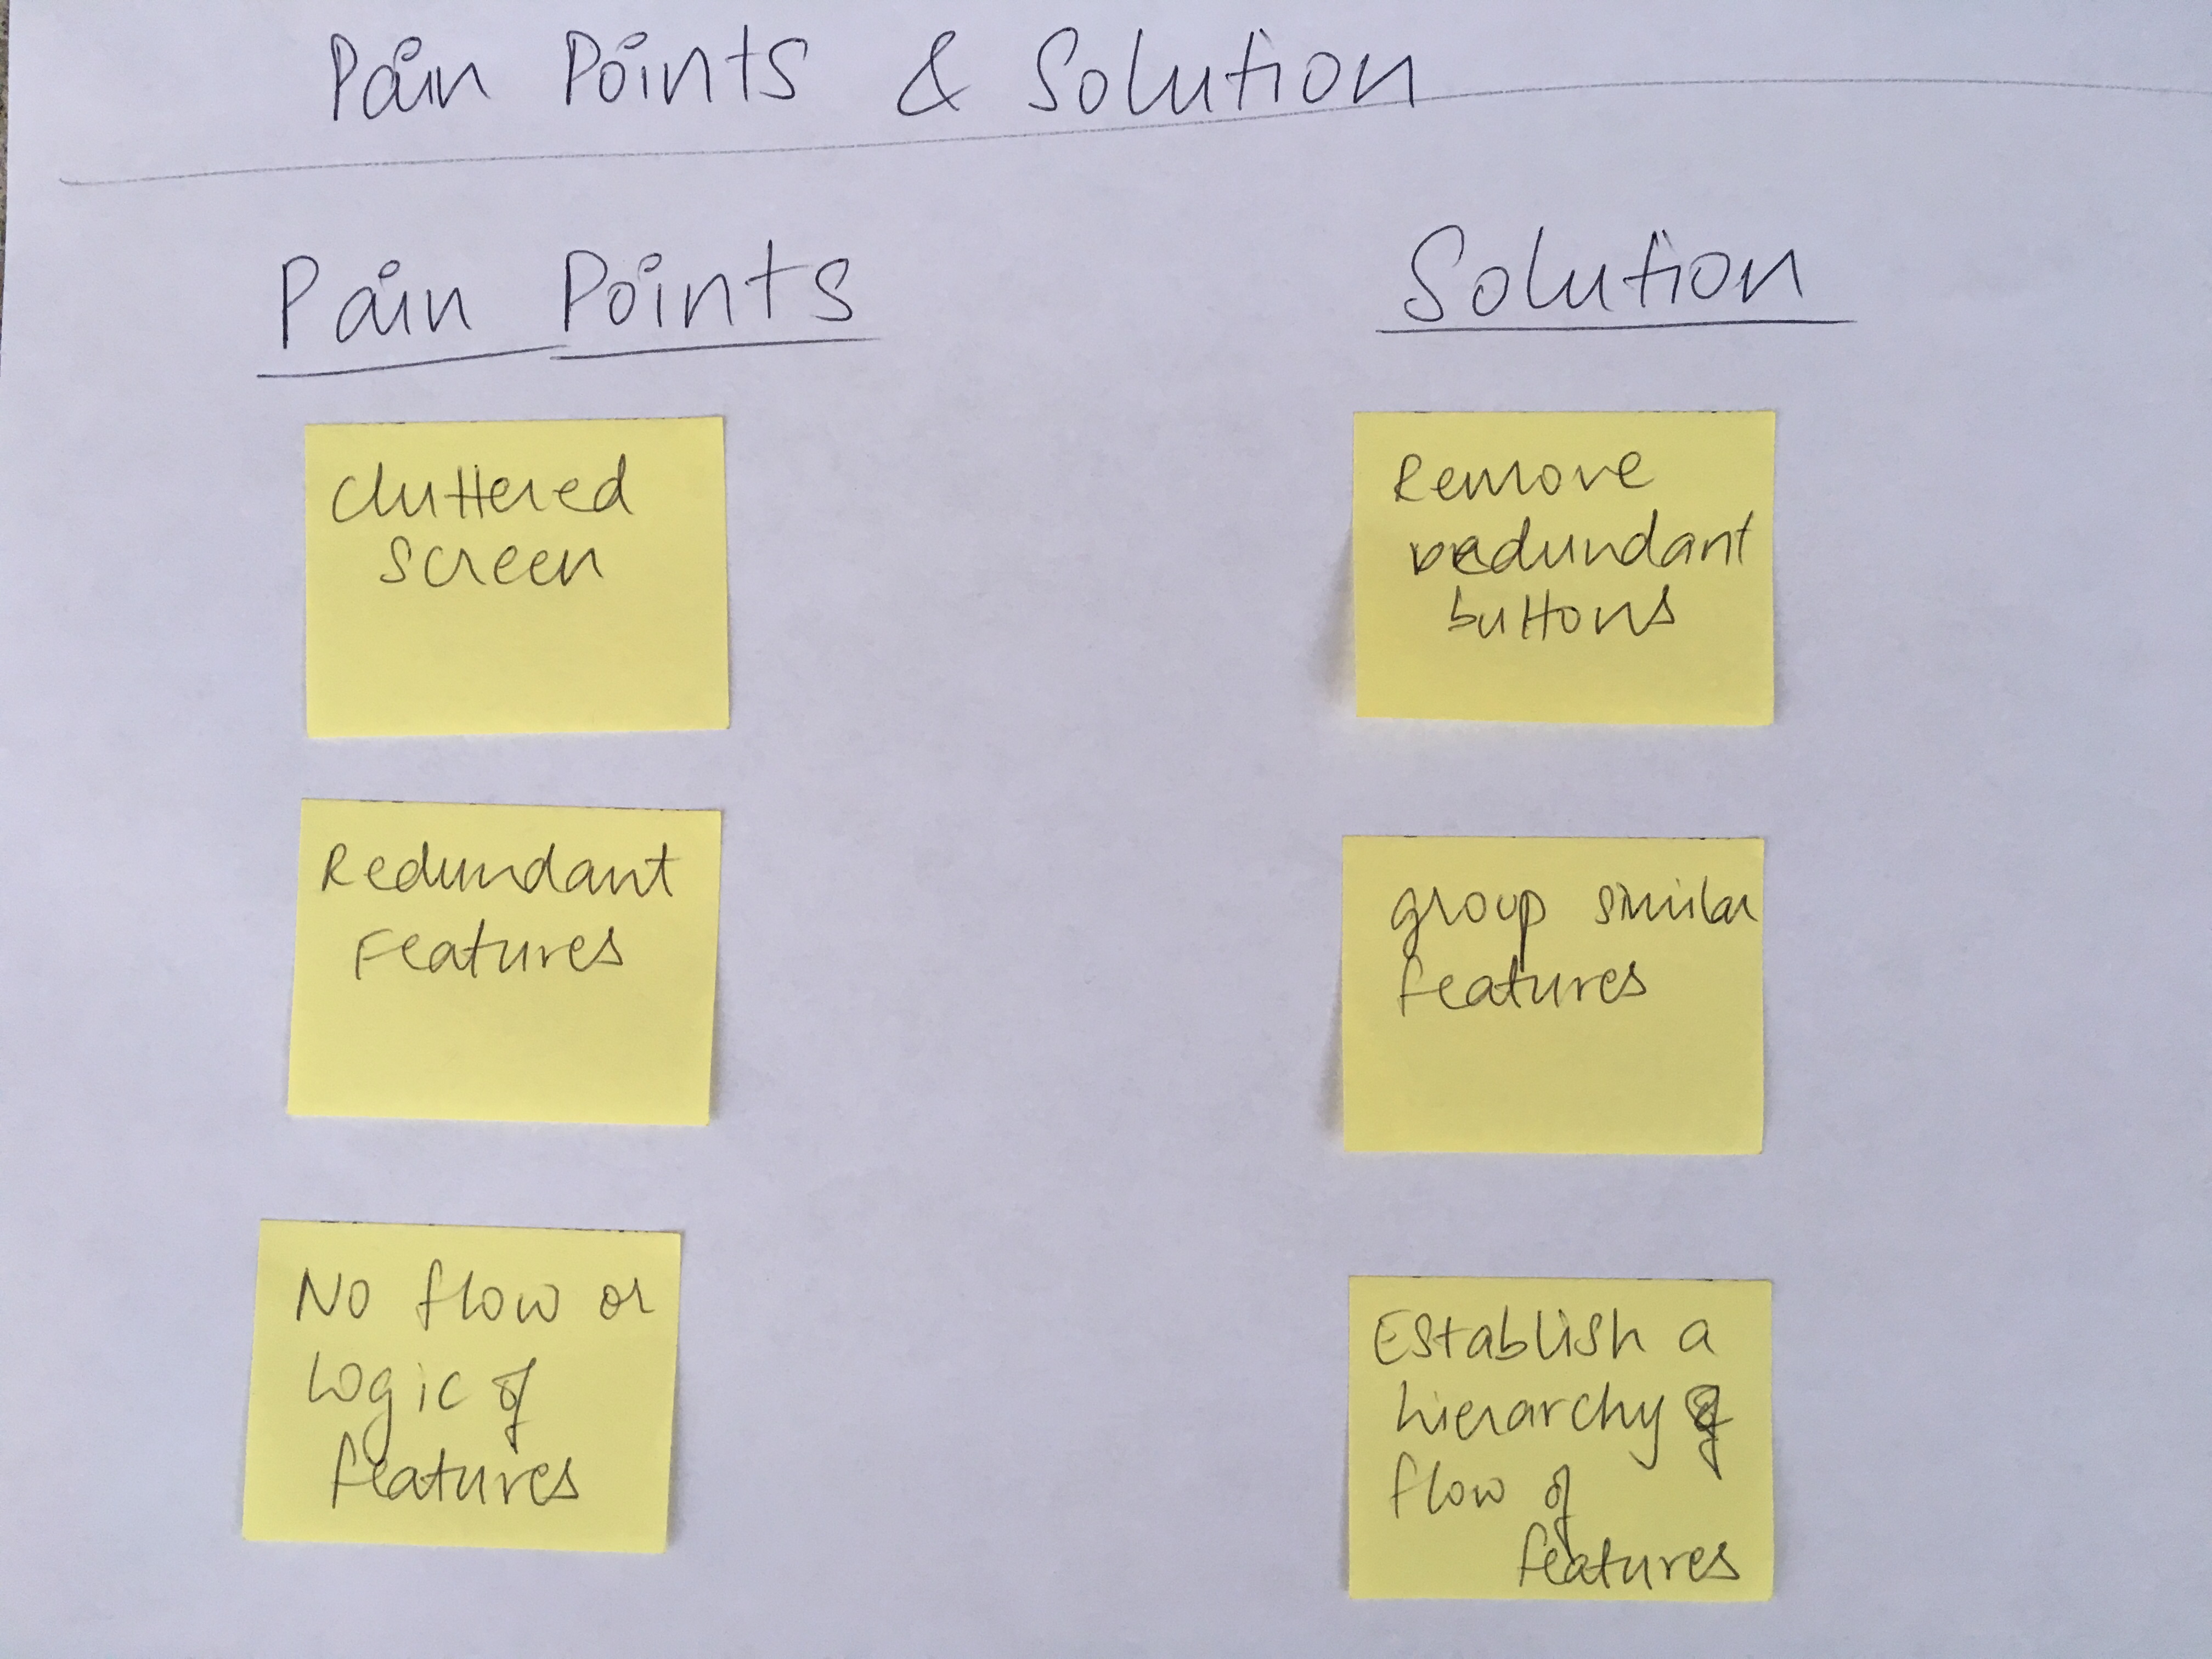 Pain Points & Solution
Pain Points
Solution
Cluttered
Screen
Remove
redundant
buttons
Redundant
Features
group similar
features
No flow or
logic of
features
Establish a
hierarchy &
flow of
features